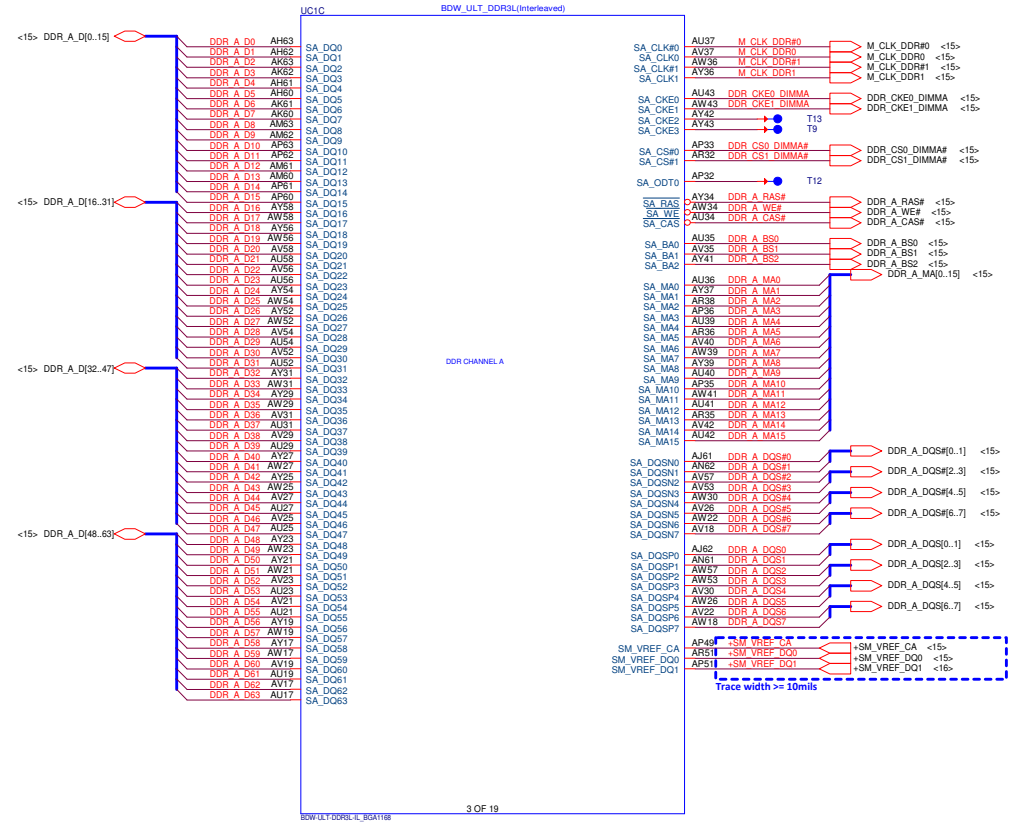 UC1C
BDW_ULT_DDR3L(Interleaved)
<15> DDR_A_D[0..15]
DDR_A_D0 AH63 SA_DQ0
DDR_A_D1 AH62 SA_DQ1
DDR_A_D2 AK63 SA_DQ2
DDR_A_D3 AK62 SA_DQ3
DDR_A_D4 AH61 SA_DQ4
DDR_A_D5 AH60 SA_DQ5
DDR_A_D6 AK61 SA_DQ6
DDR_A_D7 AK60 SA_DQ7
DDR_A_D8 AM63 SA_DQ8
DDR_A_D9 AM62 SA_DQ9
DDR_A_D10 AP63 SA_DQ10
DDR_A_D11 AP62 SA_DQ11
DDR_A_D12 AM61 SA_DQ12
DDR_A_D13 AM60 SA_DQ13
DDR_A_D14 AP61 SA_DQ14
DDR_A_D15 AP60 SA_DQ15
<15> DDR_A_D[16..31]
DDR_A_D16 AY58 SA_DQ16
DDR_A_D17 AW58 SA_DQ17
DDR_A_D18 AY56 SA_DQ18
DDR_A_D19 AW56 SA_DQ19
DDR_A_D20 AV58 SA_DQ20
DDR_A_D21 AU58 SA_DQ21
DDR_A_D22 AV56 SA_DQ22
DDR_A_D23 AU56 SA_DQ23
DDR_A_D24 AY54 SA_DQ24
DDR_A_D25 AW54 SA_DQ25
DDR_A_D26 AY52 SA_DQ26
DDR_A_D27 AW52 SA_DQ27
DDR_A_D28 AV54 SA_DQ28
DDR_A_D29 AU54 SA_DQ29
DDR_A_D30 AV52 SA_DQ30
DDR_A_D31 AU52 SA_DQ31
<15> DDR_A_D[32..47]
DDR_A_D32 AY31 SA_DQ32
DDR_A_D33 AW31 SA_DQ33
DDR_A_D34 AY29 SA_DQ34
DDR_A_D35 AW29 SA_DQ35
DDR_A_D36 AV31 SA_DQ36
DDR_A_D37 AU31 SA_DQ37
DDR_A_D38 AV29 SA_DQ38
DDR_A_D39 AU29 SA_DQ39
DDR_A_D40 AY27 SA_DQ40
DDR_A_D41 AW27 SA_DQ41
DDR_A_D42 AY25 SA_DQ42
DDR_A_D43 AW25 SA_DQ43
DDR_A_D44 AV27 SA_DQ44
DDR_A_D45 AU27 SA_DQ45
DDR_A_D46 AV25 SA_DQ46
DDR_A_D47 AU25 SA_DQ47
<15> DDR_A_D[48..63]
DDR_A_D48 AY23 SA_DQ48
DDR_A_D49 AW23 SA_DQ49
DDR_A_D50 AY21 SA_DQ50
DDR_A_D51 AW21 SA_DQ51
DDR_A_D52 AV23 SA_DQ52
DDR_A_D53 AU23 SA_DQ53
DDR_A_D54 AV21 SA_DQ54
DDR_A_D55 AU21 SA_DQ55
DDR_A_D56 AY19 SA_DQ56
DDR_A_D57 AW19 SA_DQ57
DDR_A_D58 AY17 SA_DQ58
DDR_A_D59 AW17 SA_DQ59
DDR_A_D60 AV19 SA_DQ60
DDR_A_D61 AU19 SA_DQ61
DDR_A_D62 AV17 SA_DQ62
DDR_A_D63 AU17 SA_DQ63
DDR CHANNEL A
SA_CLK#0 AU37 M_CLK_DDR#0 M_CLK_DDR#0 <15>
SA_CLK0 AV37 M_CLK_DDR0 M_CLK_DDR0 <15>
SA_CLK#1 AW36 M_CLK_DDR#1 M_CLK_DDR#1 <15>
SA_CLK1 AY36 M_CLK_DDR1 M_CLK_DDR1 <15>
SA_CKE0 AU43 DDR_CKE0_DIMMA DDR_CKE0_DIMMA <15>
SA_CKE1 AW43 DDR_CKE1_DIMMA DDR_CKE1_DIMMA <15>
SA_CKE2 AY42 T13
SA_CKE3 AY43 T9
SA_CS#0 AP33 DDR_CS0_DIMMA# DDR_CS0_DIMMA# <15>
SA_CS#1 AR32 DDR_CS1_DIMMA# DDR_CS1_DIMMA# <15>
SA_ODT0 AP32 T12
SA_RAS AY34 DDR_A_RAS# DDR_A_RAS# <15>
SA_WE AW34 DDR_A_WE# DDR_A_WE# <15>
SA_CAS AU34 DDR_A_CAS# DDR_A_CAS# <15>
SA_BA0 AU35 DDR_A_BS0 DDR_A_BS0 <15>
SA_BA1 AV35 DDR_A_BS1 DDR_A_BS1 <15>
SA_BA2 AY41 DDR_A_BS2 DDR_A_BS2 <15>
DDR_A_MA[0..15] <15>
SA_MA0 AU36 DDR_A_MA0
SA_MA1 AY37 DDR_A_MA1
SA_MA2 AR38 DDR_A_MA2
SA_MA3 AP36 DDR_A_MA3
SA_MA4 AU39 DDR_A_MA4
SA_MA5 AR36 DDR_A_MA5
SA_MA6 AV40 DDR_A_MA6
SA_MA7 AW39 DDR_A_MA7
SA_MA8 AY39 DDR_A_MA8
SA_MA9 AU40 DDR_A_MA9
SA_MA10 AP35 DDR_A_MA10
SA_MA11 AW41 DDR_A_MA11
SA_MA12 AU41 DDR_A_MA12
SA_MA13 AR35 DDR_A_MA13
SA_MA14 AV42 DDR_A_MA14
SA_MA15 AU42 DDR_A_MA15
DDR_A_DQS#[0..1] <15>
SA_DQSN0 AJ61 DDR_A_DQS#0
SA_DQSN1 AN62 DDR_A_DQS#1
DDR_A_DQS#[2..3] <15>
SA_DQSN2 AV57 DDR_A_DQS#2
SA_DQSN3 AV53 DDR_A_DQS#3
DDR_A_DQS#[4..5] <15>
SA_DQSN4 AW30 DDR_A_DQS#4
SA_DQSN5 AV26 DDR_A_DQS#5
DDR_A_DQS#[6..7] <15>
SA_DQSN6 AW22 DDR_A_DQS#6
SA_DQSN7 AV18 DDR_A_DQS#7
DDR_A_DQS[0..1] <15>
SA_DQSP0 AJ62 DDR_A_DQS0
SA_DQSP1 AN61 DDR_A_DQS1
DDR_A_DQS[2..3] <15>
SA_DQSP2 AW57 DDR_A_DQS2
SA_DQSP3 AW53 DDR_A_DQS3
DDR_A_DQS[4..5] <15>
SA_DQSP4 AV30 DDR_A_DQS4
SA_DQSP5 AW26 DDR_A_DQS5
DDR_A_DQS[6..7] <15>
SA_DQSP6 AV22 DDR_A_DQS6
SA_DQSP7 AW18 DDR_A_DQS7
SM_VREF_CA AP49 +SM_VREF_CA +SM_VREF_CA <15>
SM_VREF_DQ0 AR51 +SM_VREF_DQ0 +SM_VREF_DQ0 <15>
SM_VREF_DQ1 AP51 +SM_VREF_DQ1 +SM_VREF_DQ1 <16>
Trace width >= 10mils
3 OF 19
BDW-ULT-DDR3L-IL_BGA1168